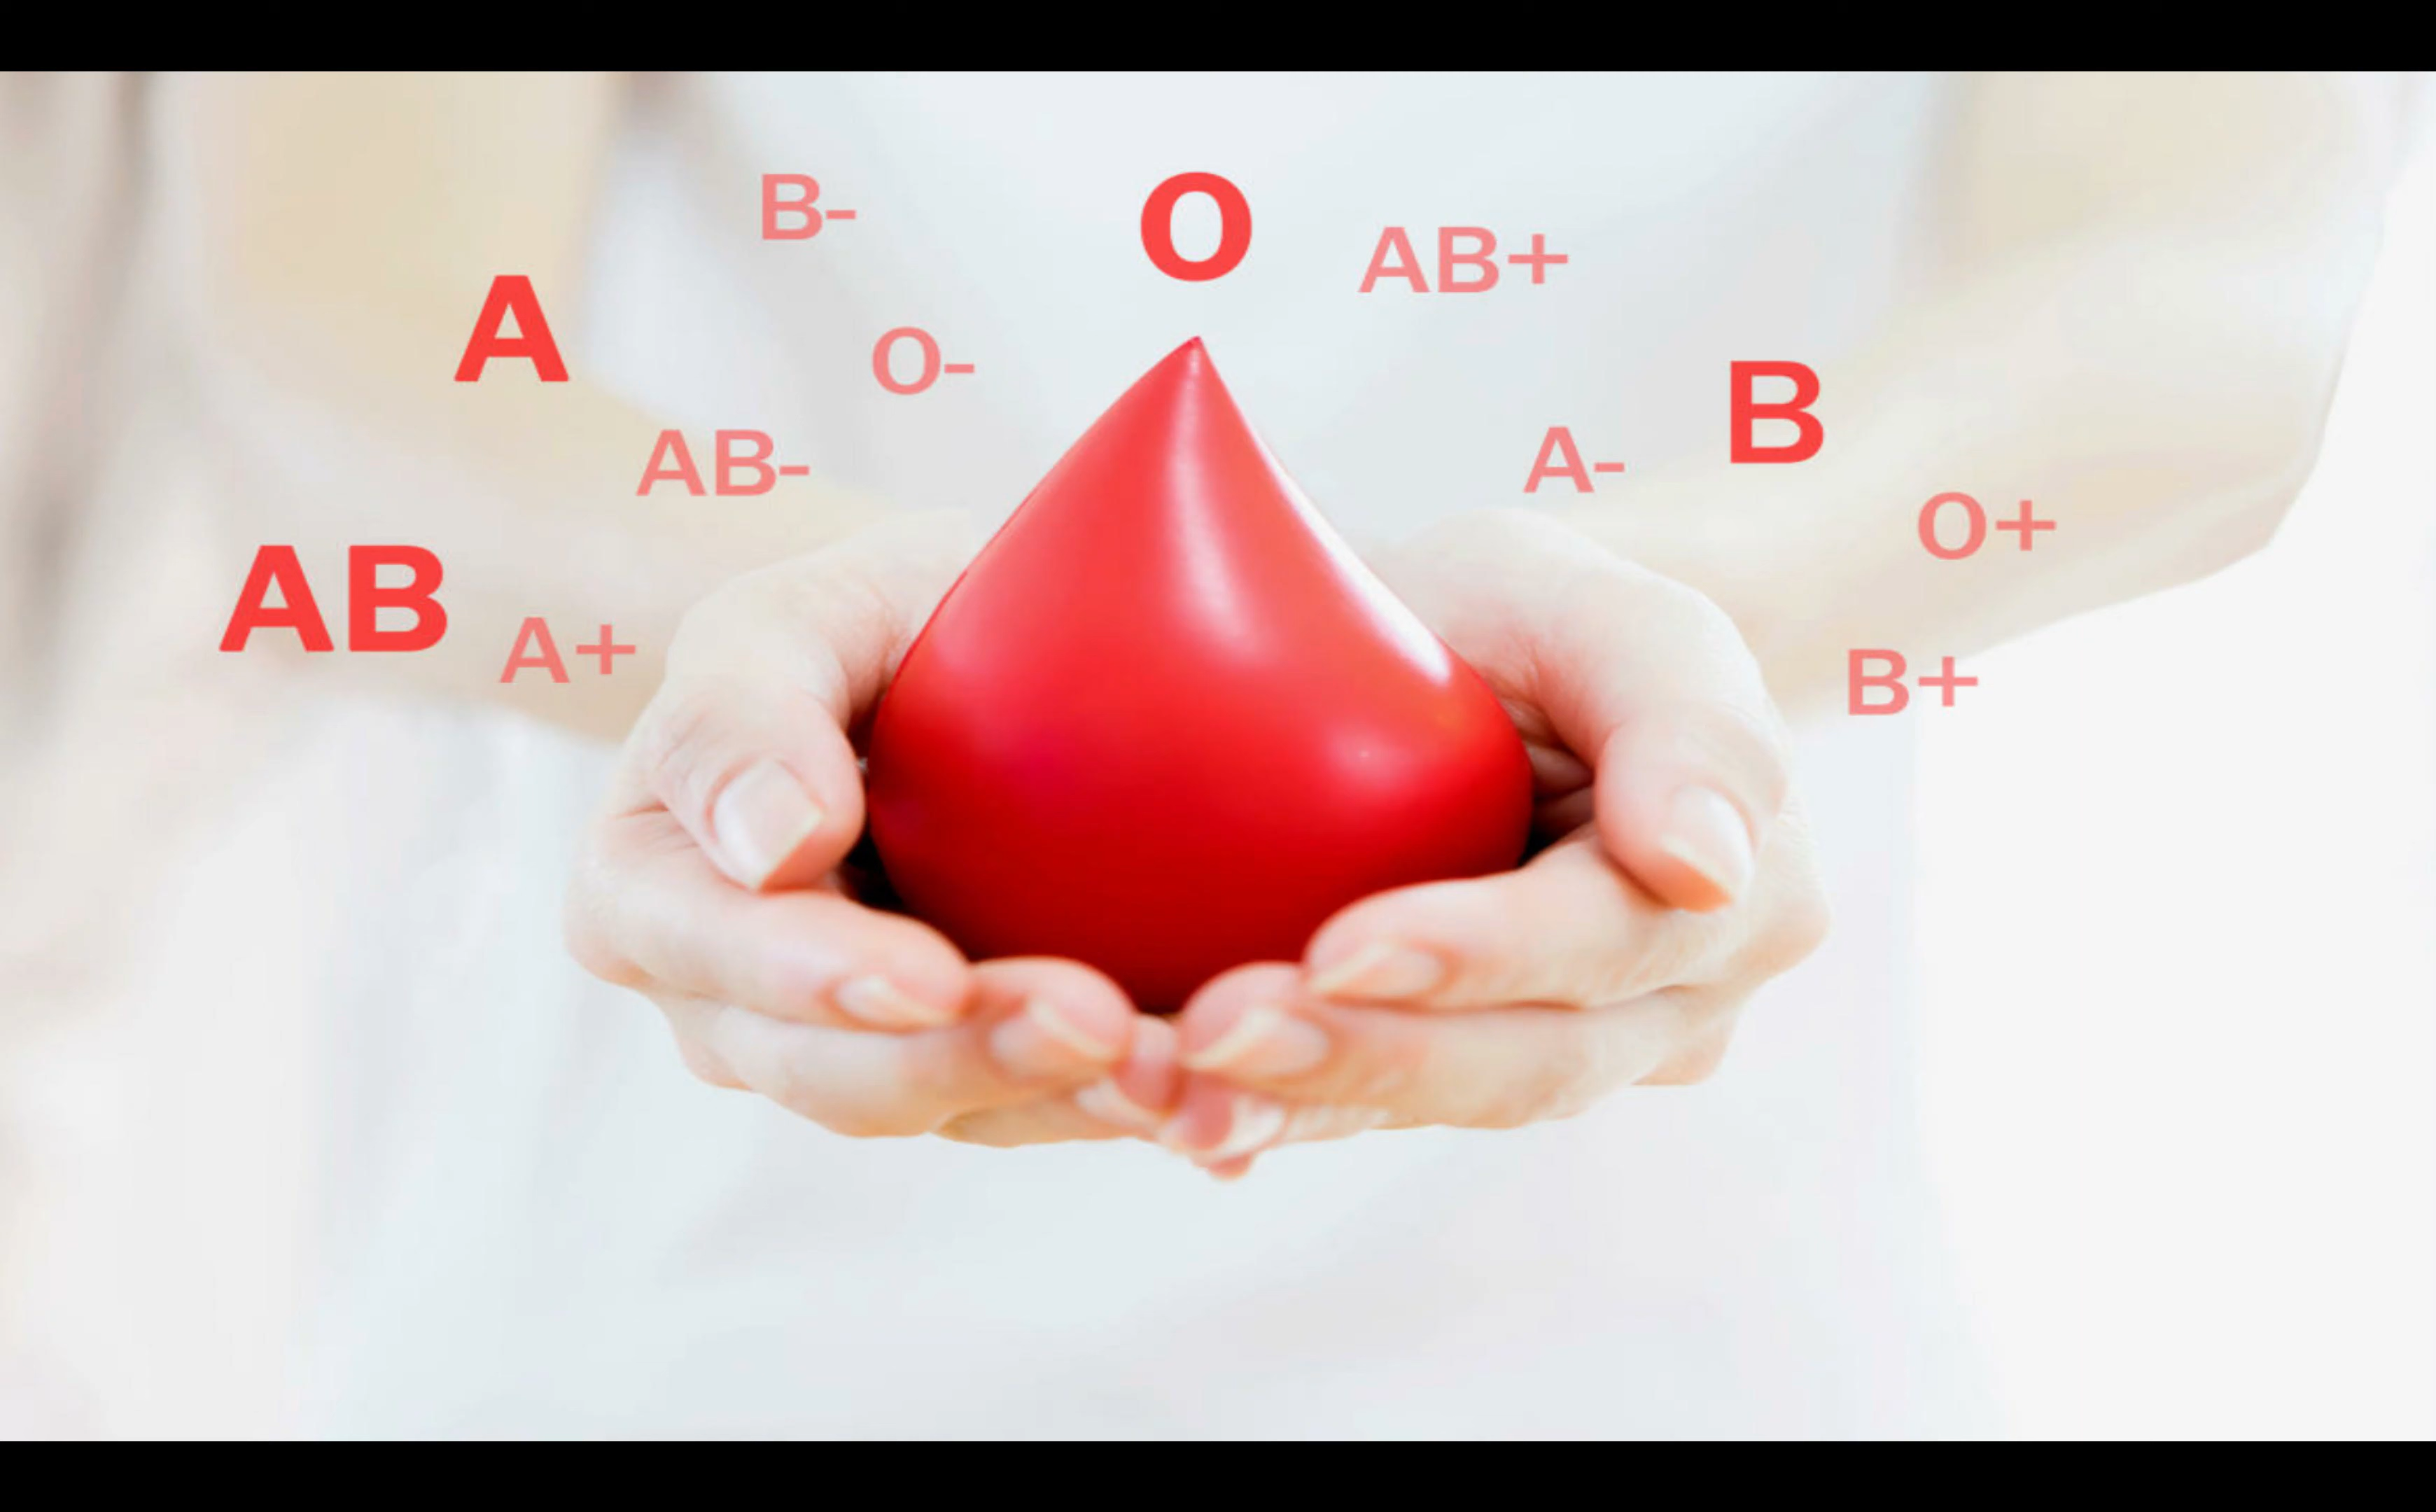 B-
O
AB+
A
O-
B
AB-
A-
O+
AB
A+
B+